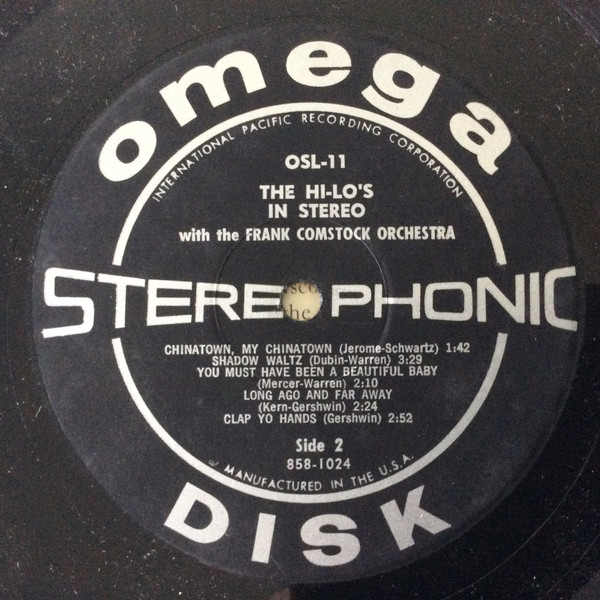 omega
INTERNATIONAL PACIFIC RECORDING CORPORATION
OSL-11
THE HI-LO'S
IN STEREO
with the FRANK COMSTOCK ORCHESTRA
STEREOPHONIC
the
CHINATOWN, MY CHINATOWN (Jerome-Schwartz) 1:42
SHADOW WALTZ (Dubin-Warren) 3:29
YOU MUST HAVE BEEN A BEAUTIFUL BABY
(Mercer-Warren) 2:10
LONG AGO AND FAR AWAY
(Kern-Gershwin) 2:24
CLAP YO HANDS (Gershwin) 2:52
Side 2
858-1024
MANUFACTURED IN THE U.S.A.
DISK